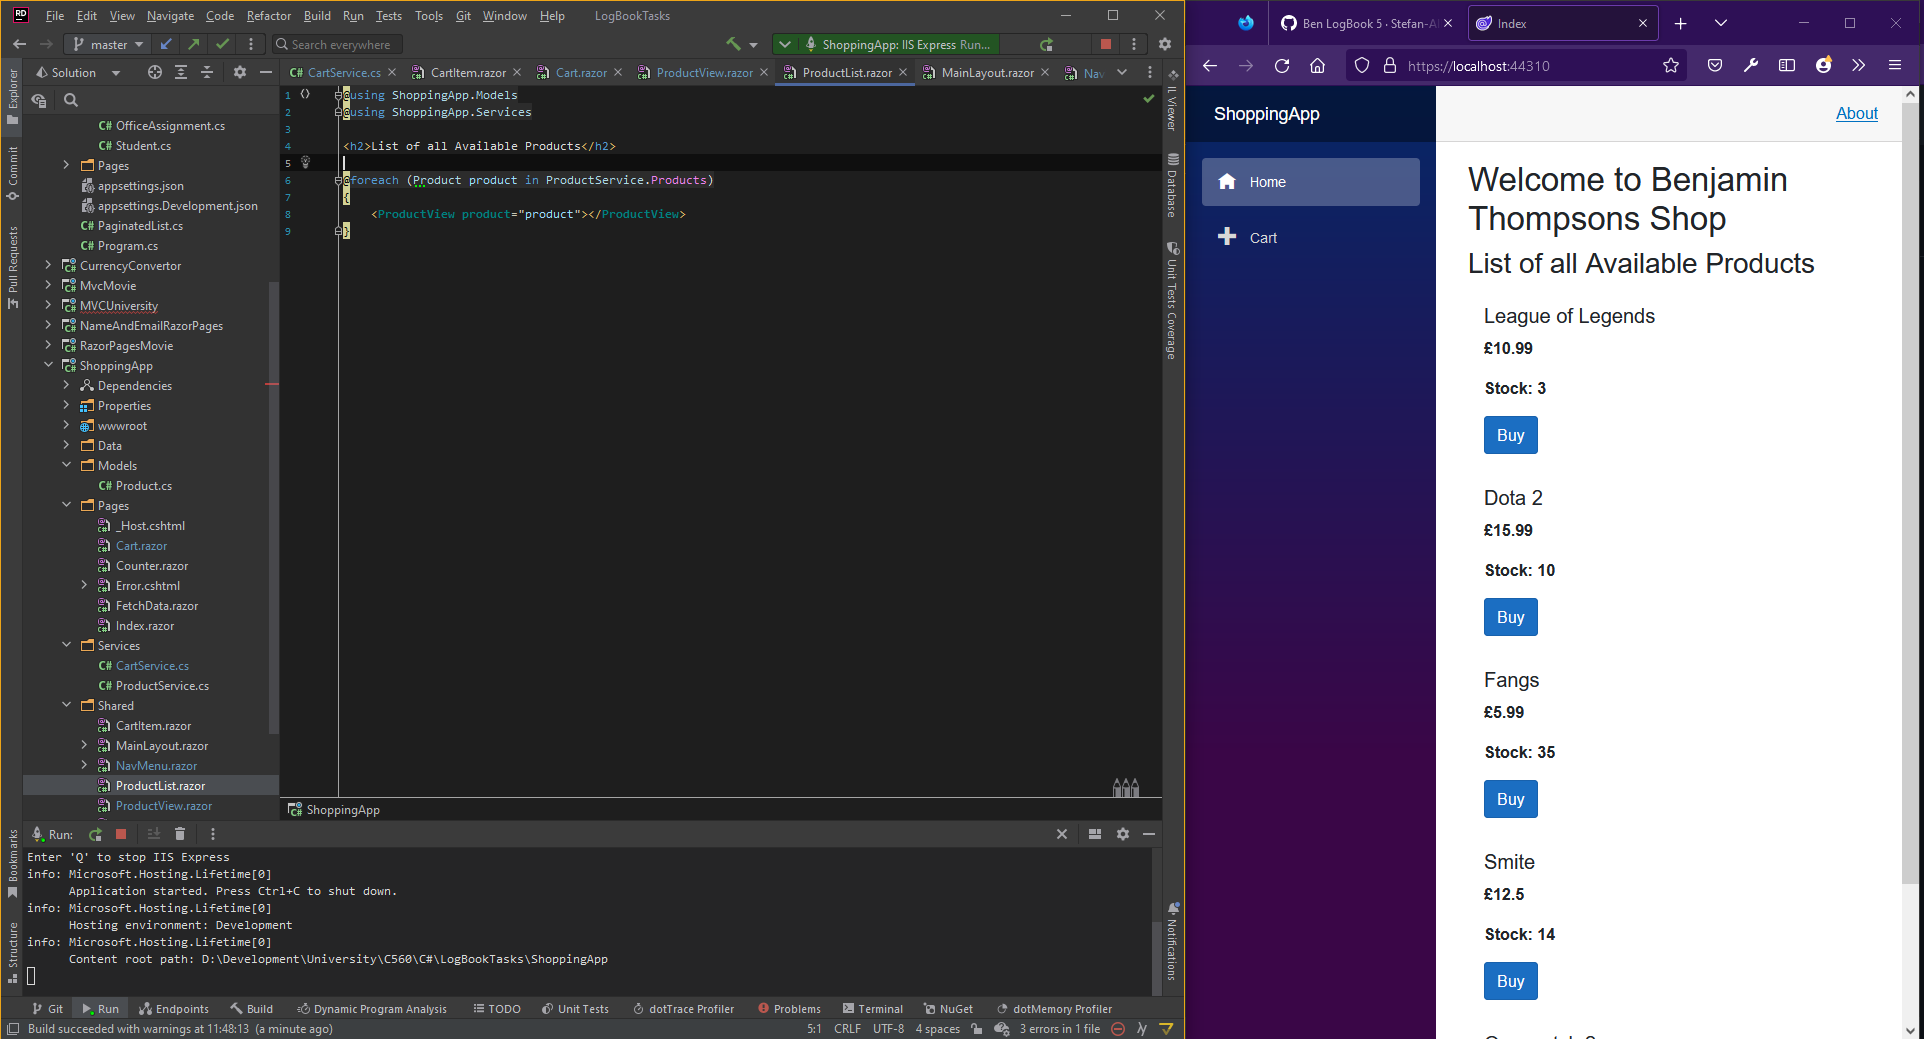 RD File Edit View Navigate Code Refactor Build Run Tests Tools Git Window Help LogBookTasks
master Search everywhere ShoppingApp: IIS Express Run...
Explorer
Commit
Pull Requests
Bookmarks
Structure
Solution
C# OfficeAssignment.cs
C# Student.cs
Pages
appsettings.json
appsettings.Development.json
C# PaginatedList.cs
C# Program.cs
CurrencyConvertor
MvcMovie
MVCUniversity
NameAndEmailRazorPages
RazorPagesMovie
ShoppingApp
Dependencies
Properties
wwwroot
Data
Models
C# Product.cs
Pages
_Host.cshtml
Cart.razor
Counter.razor
Error.cshtml
FetchData.razor
Index.razor
Services
C# CartService.cs
C# ProductService.cs
Shared
CartItem.razor
MainLayout.razor
NavMenu.razor
ProductList.razor
ProductView.razor
C# CartService.cs CartItem.razor Cart.razor ProductView.razor ProductList.razor MainLayout.razor Nav
1 @using ShoppingApp.Models
2 @using ShoppingApp.Services
3
4 <h2>List of all Available Products</h2>
5
6 @foreach (Product product in ProductService.Products)
7 {
8 <ProductView product="product"></ProductView>
9 }
ShoppingApp
IL Viewer
Database
Unit Tests Coverage
Notifications
Run:
Enter 'Q' to stop IIS Express
info: Microsoft.Hosting.Lifetime[0]
Application started. Press Ctrl+C to shut down.
info: Microsoft.Hosting.Lifetime[0]
Hosting environment: Development
info: Microsoft.Hosting.Lifetime[0]
Content root path: D:\Development\University\C560\C#\LogBookTasks\ShoppingApp
Git Run Endpoints Build Dynamic Program Analysis TODO Unit Tests dotTrace Profiler Problems Terminal NuGet dotMemory Profiler
Build succeeded with warnings at 11:48:13 (a minute ago) 5:1 CRLF UTF-8 4 spaces 3 errors in 1 file
Ben LogBook 5 · Stefan-Al Index
https://localhost:44310
ShoppingApp
Home
Cart
About
Welcome to Benjamin
Thompsons Shop
List of all Available Products
League of Legends
£10.99
Stock: 3
Buy
Dota 2
£15.99
Stock: 10
Buy
Fangs
£5.99
Stock: 35
Buy
Smite
£12.5
Stock: 14
Buy